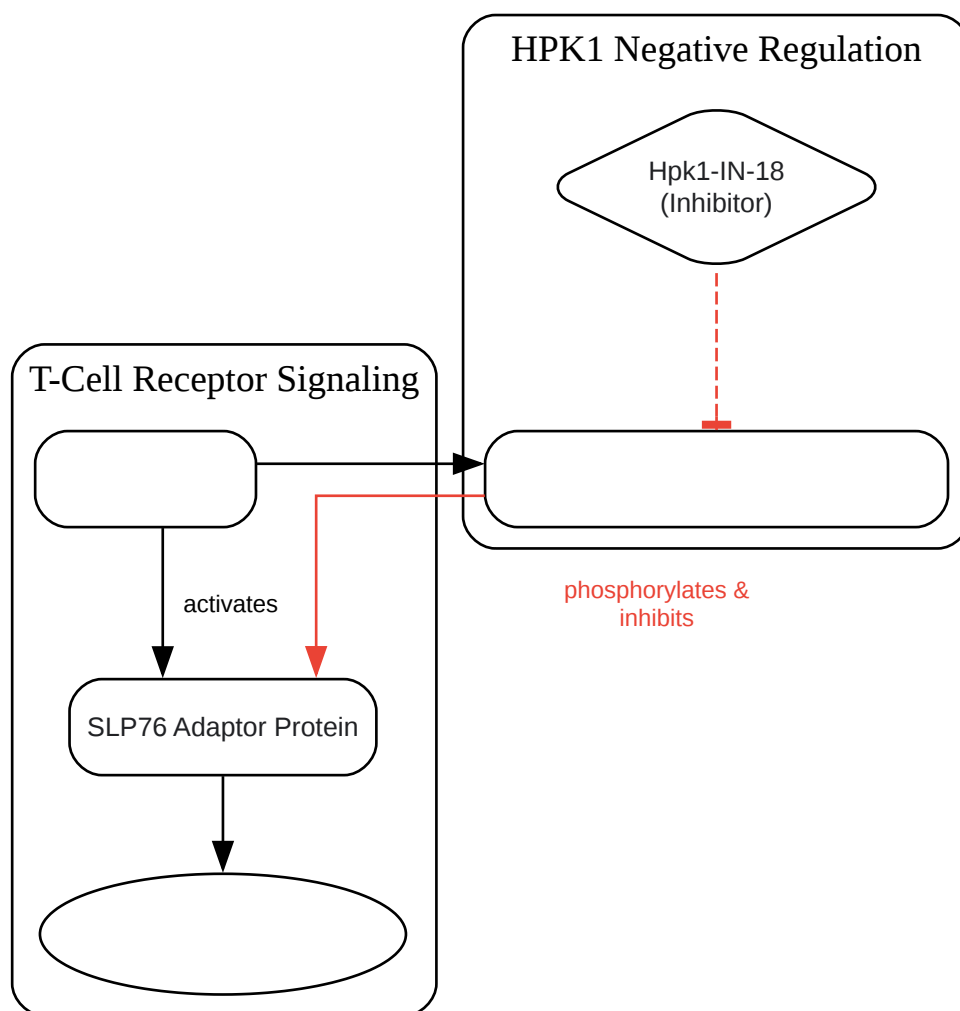 HPK1 Negative Regulation
Hpk1-IN-18
(Inhibitor)
T-Cell Receptor Signaling
activates
phosphorylates &
inhibits
SLP76 Adaptor Protein